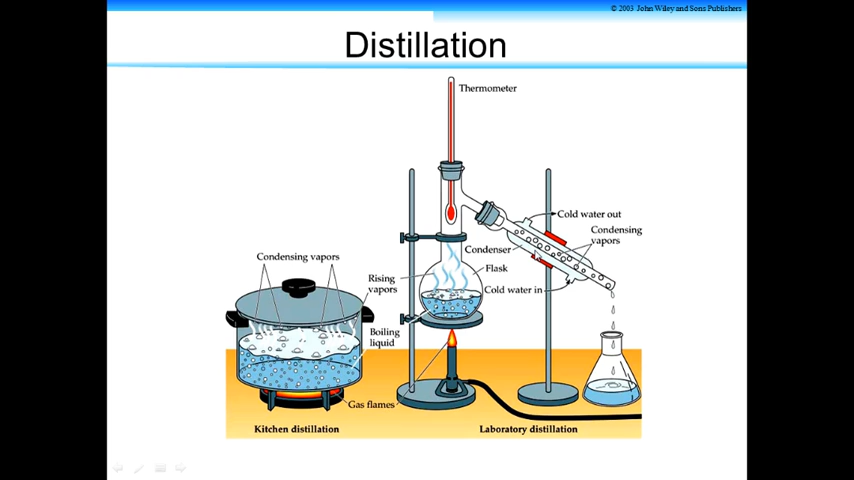 © 2003 John Wiley and Sons Publishers
Distillation
Thermometer
Cold water out
Condensing
vapors
Condenser
Flask
Cold water in
Condensing vapors
Rising
vapors
Boiling
liquid
Gas flames
Kitchen distillation
Laboratory distillation